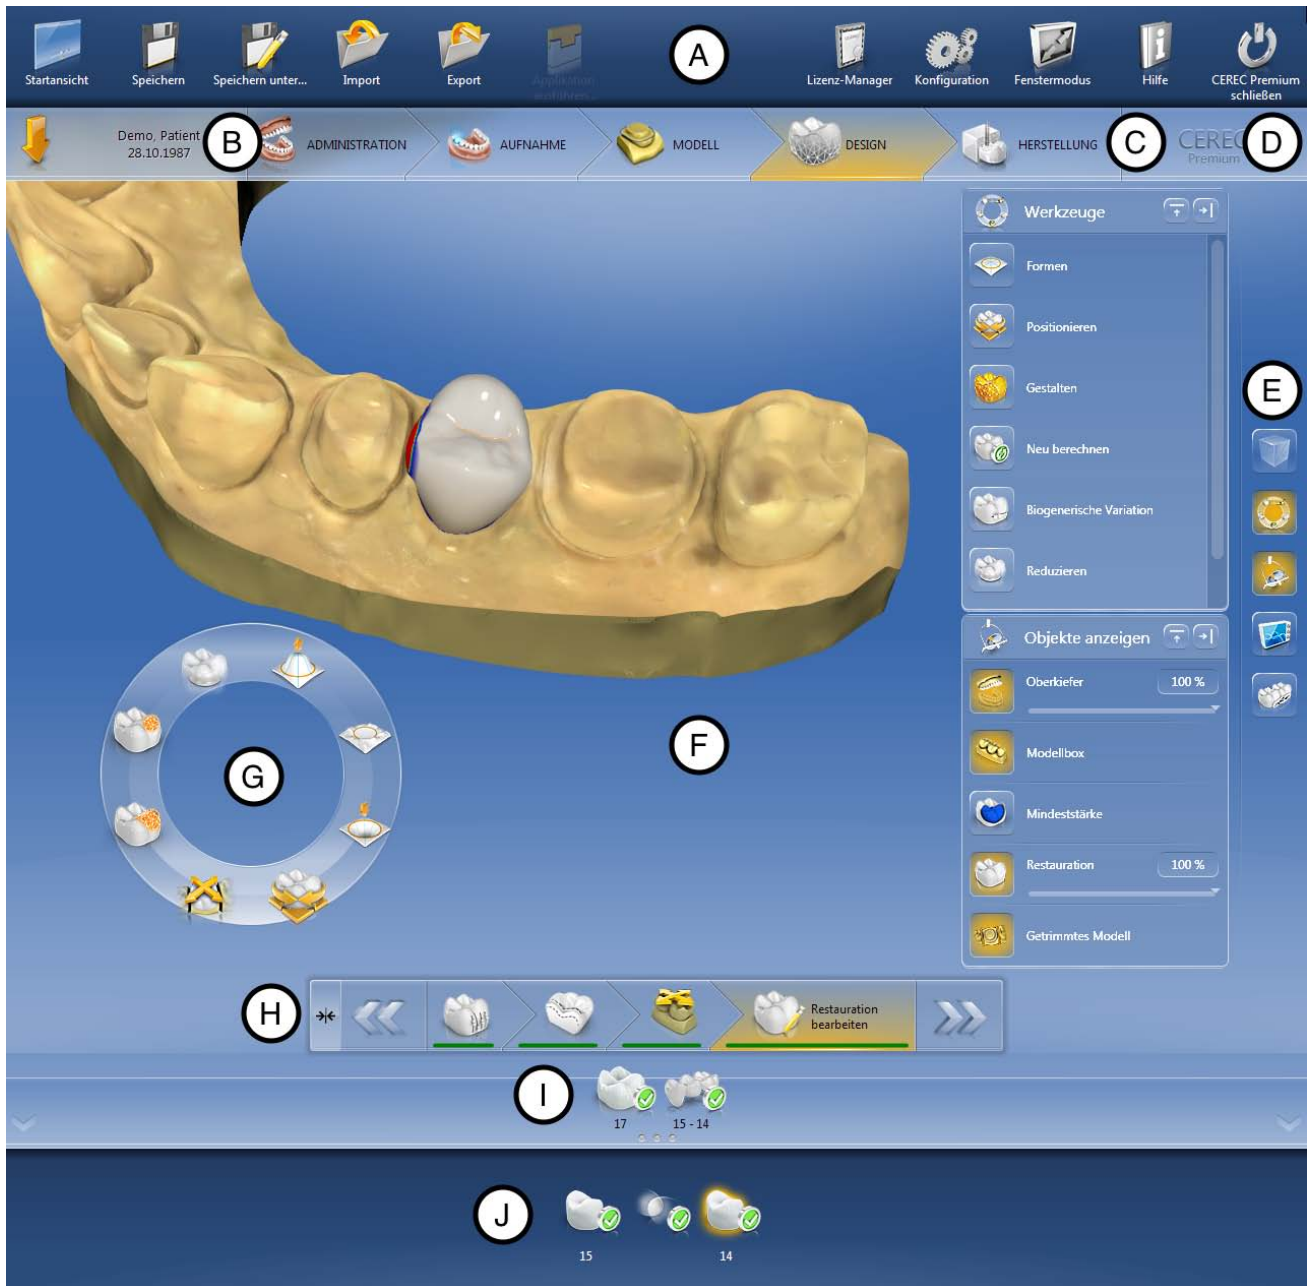 Startansicht
Speichern
Speichern unter...
Import
Export
Applikation
ausführen...
A
Lizenz-Manager
Konfiguration
Fenstermodus
Hilfe
CEREC Premium
schließen
Demo, Patient
28.10.1987
B
ADMINISTRATION
AUFNAHME
MODELL
DESIGN
HERSTELLUNG
C
CEREC
Premium
D
Werkzeuge
Formen
Positionieren
Gestalten
Neu berechnen
Biogenerische Variation
Reduzieren
E
Objekte anzeigen
Oberkiefer 100 %
Modellbox
Mindeststärke
Restauration 100 %
Getrimmtes Modell
F
G
H
Restauration
bearbeiten
I
17
15 - 14
J
15
14